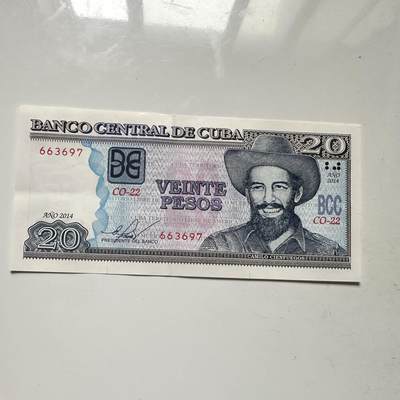 BANCO CENTRAL DE CUBA
20
663697
CO-22
VEINTE
PESOS
AÑO
2014
BCC
CO-22
AÑO 2014
20
PRESIDENTE DEL BANCO
663697
CAMILO CIENFUEGOS